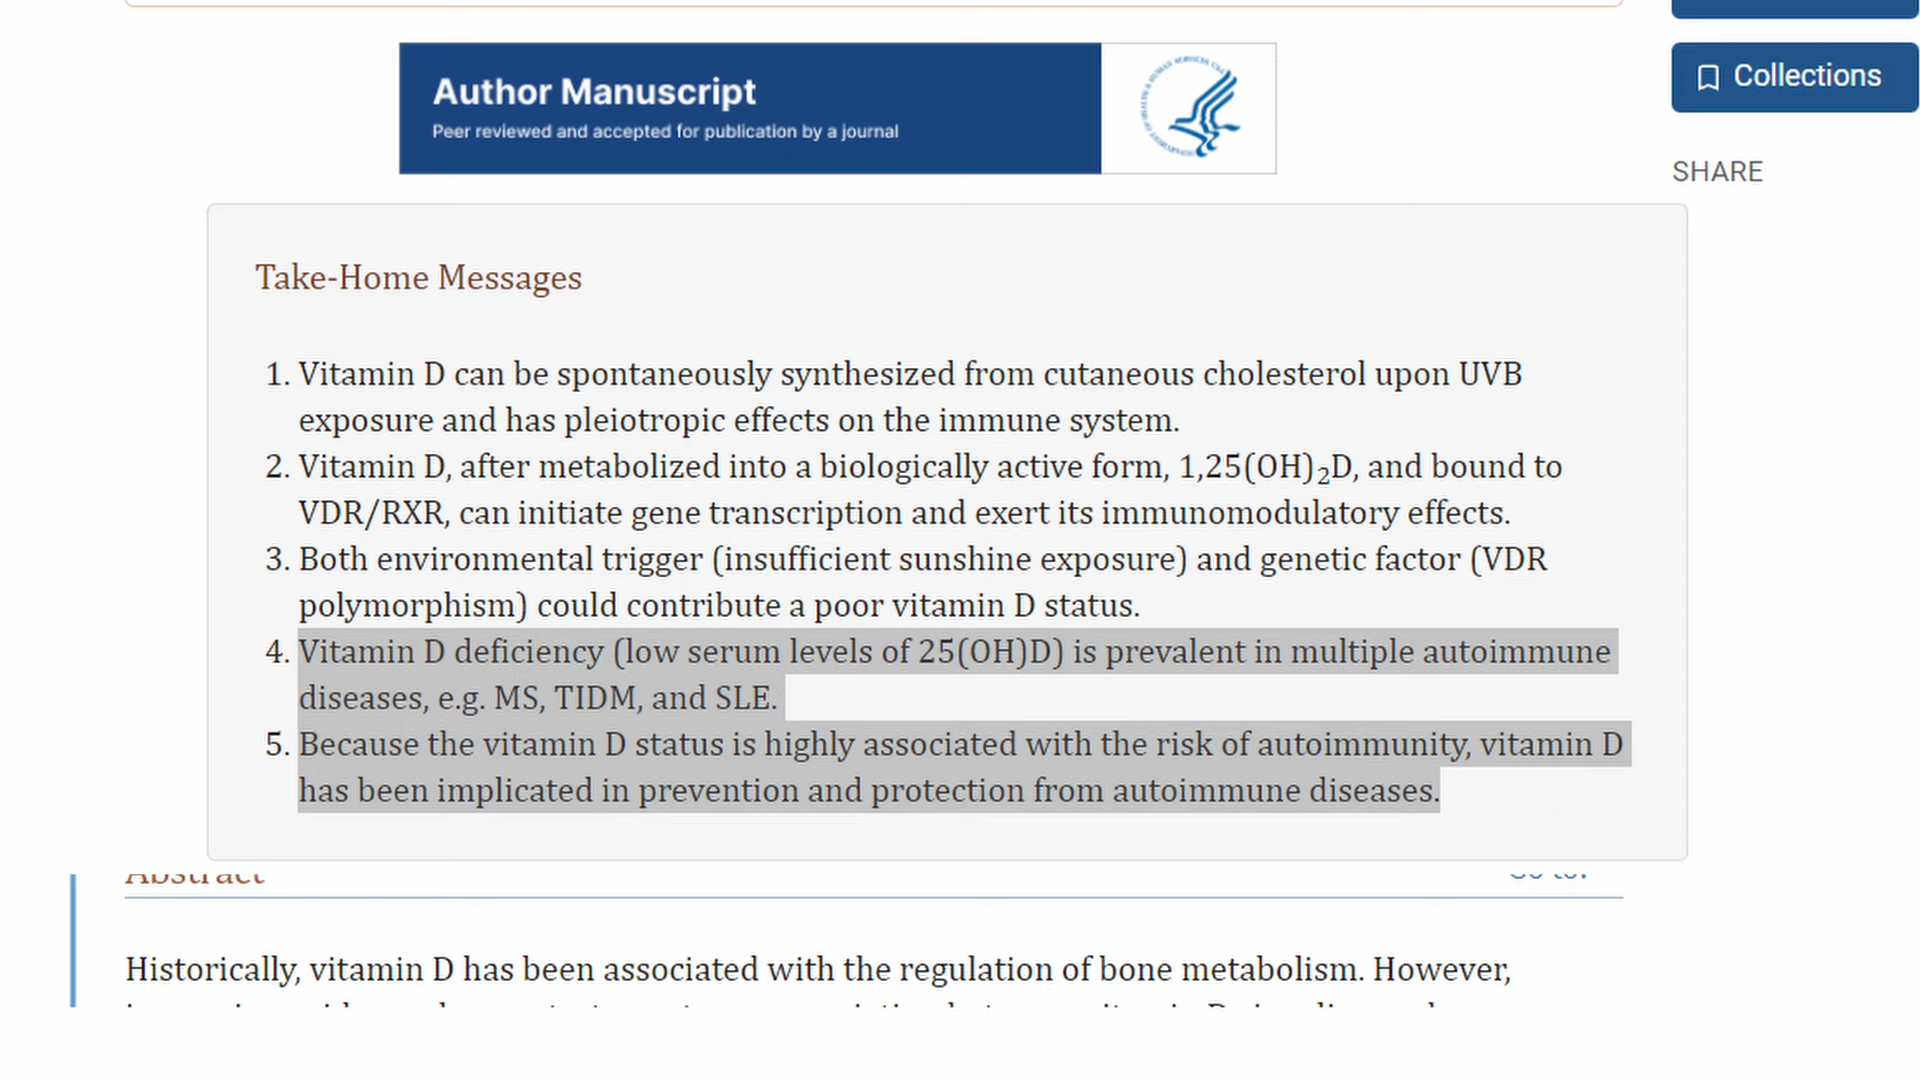 Author Manuscript
Peer reviewed and accepted for publication by a journal
Collections
SHARE
Take-Home Messages
1. Vitamin D can be spontaneously synthesized from cutaneous cholesterol upon UVB
exposure and has pleiotropic effects on the immune system.
2. Vitamin D, after metabolized into a biologically active form, 1,25(OH)₂D, and bound to
VDR/RXR, can initiate gene transcription and exert its immunomodulatory effects.
3. Both environmental trigger (insufficient sunshine exposure) and genetic factor (VDR
polymorphism) could contribute a poor vitamin D status.
4. Vitamin D deficiency (low serum levels of 25(OH)D) is prevalent in multiple autoimmune
diseases, e.g. MS, TIDM, and SLE.
5. Because the vitamin D status is highly associated with the risk of autoimmunity, vitamin D
has been implicated in prevention and protection from autoimmune diseases.
Abstract
Historically, vitamin D has been associated with the regulation of bone metabolism. However,